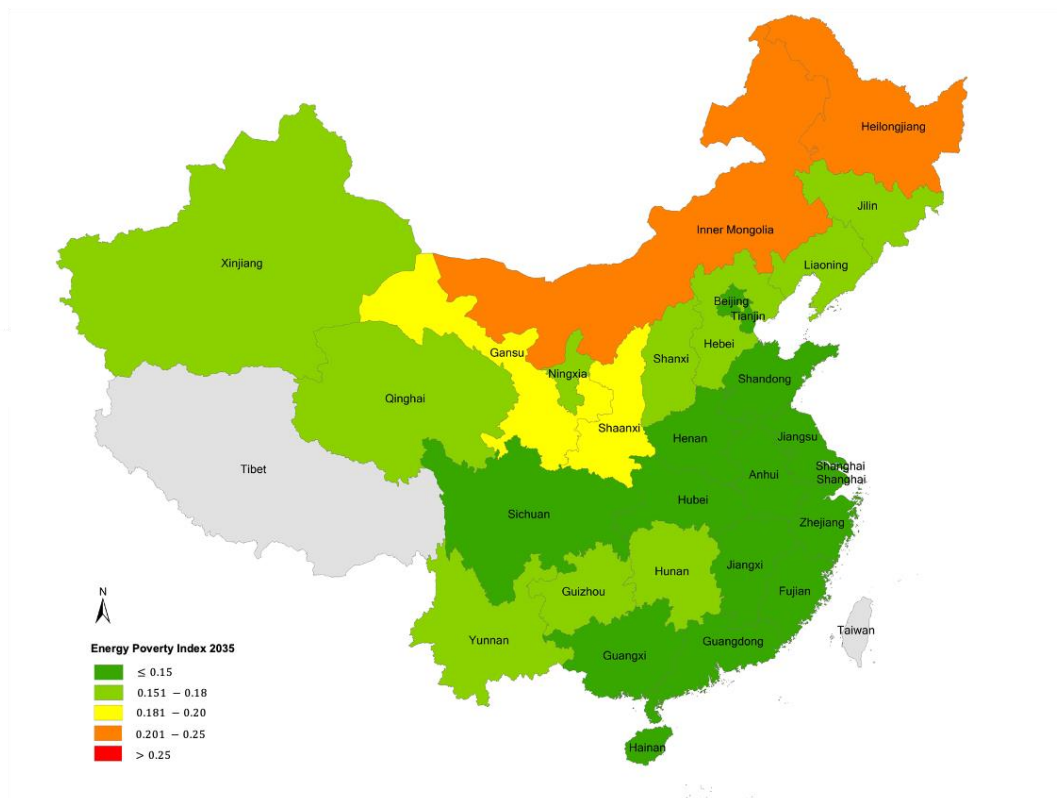 Heilongjiang
Jilin
Inner Mongolia
Xinjiang
Liaoning
Beijing
Tianjin
Hebei
Gansu
Shanxi
Ningxia
Shandong
Qinghai
Shaanxi
Henan
Jiangsu
Tibet
Shanghai
Shanghai
Anhui
Hubei
Sichuan
Zhejiang
Jiangxi
Hunan
Guizhou
Fujian
N
Taiwan
Yunnan
Guangdong
Guangxi
Hainan
Energy Poverty Index 2035
≤ 0.15
0.151 – 0.18
0.181 – 0.20
0.201 – 0.25
> 0.25